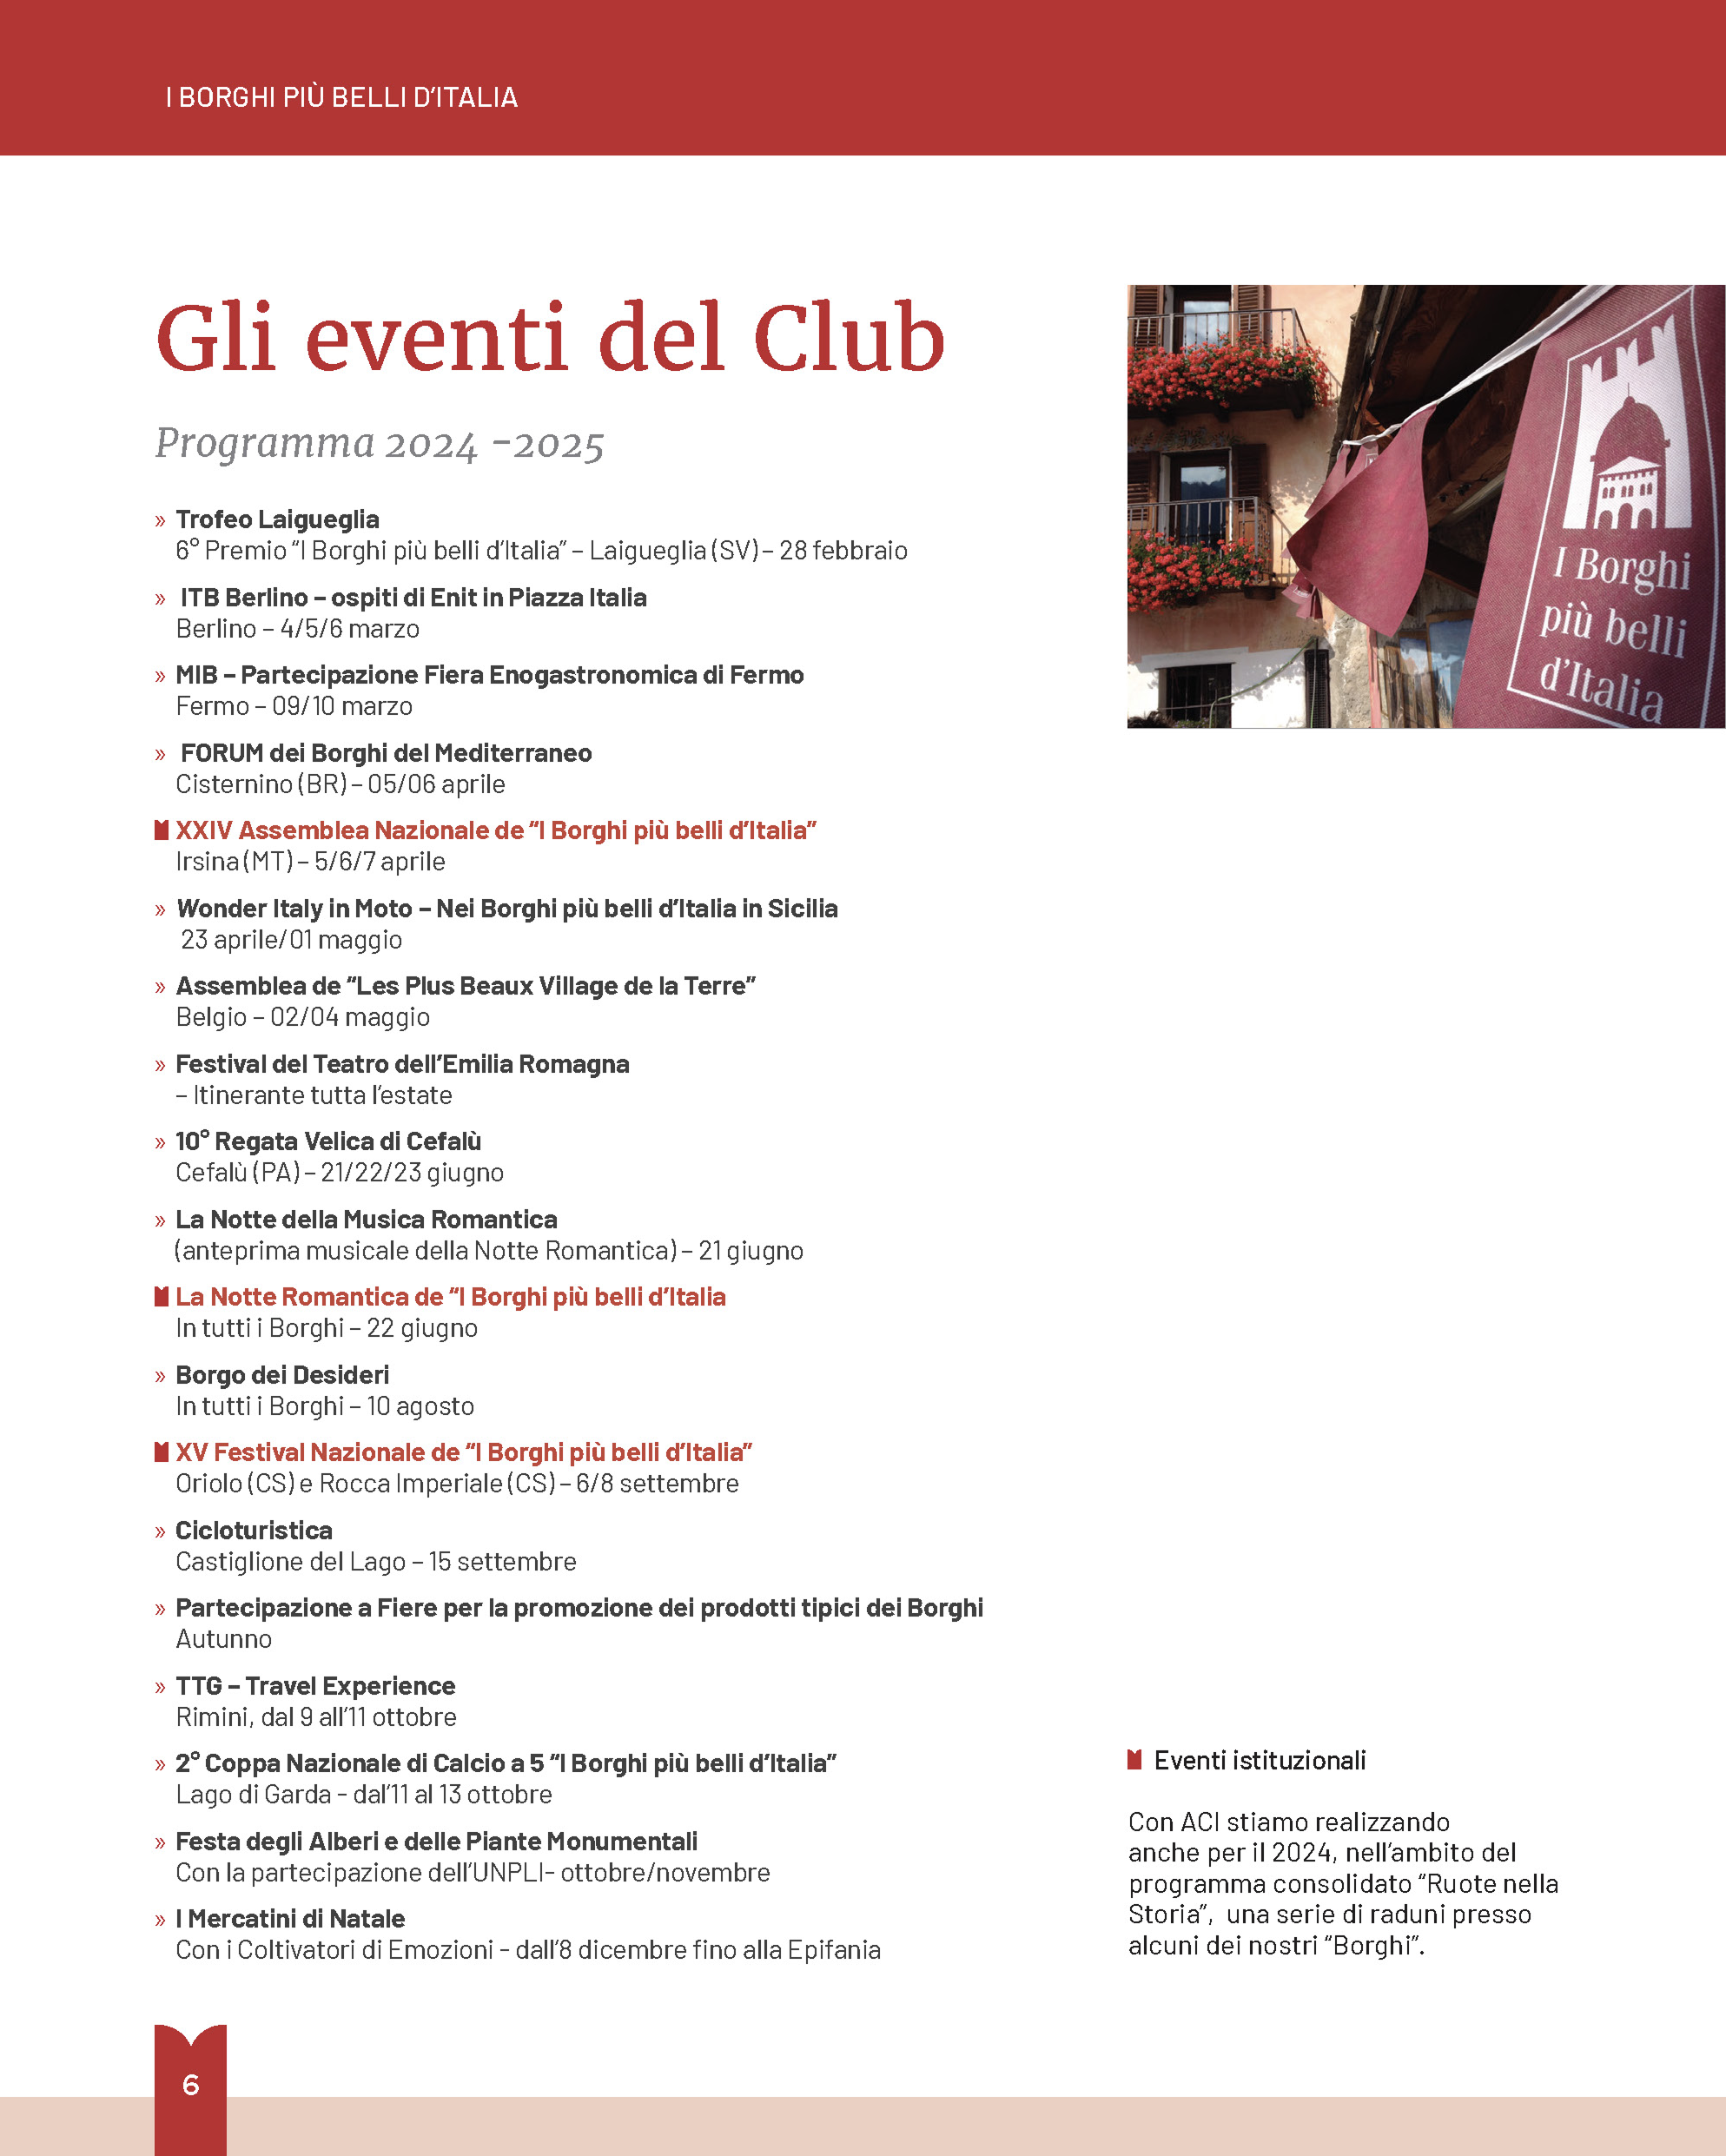 I BORGHI PIÙ BELLI D’ITALIA
Gli eventi del Club
Programma 2024 -2025
» Trofeo Laigueglia
6° Premio “I Borghi più belli d’Italia” – Laigueglia (SV) – 28 febbraio
» ITB Berlino – ospiti di Enit in Piazza Italia
Berlino – 4/5/6 marzo
» MIB – Partecipazione Fiera Enogastronomica di Fermo
Fermo – 09/10 marzo
» FORUM dei Borghi del Mediterraneo
Cisternino (BR) – 05/06 aprile
XXIV Assemblea Nazionale de “I Borghi più belli d’Italia”
Irsina (MT) – 5/6/7 aprile
» Wonder Italy in Moto – Nei Borghi più belli d’Italia in Sicilia
23 aprile/01 maggio
» Assemblea de “Les Plus Beaux Village de la Terre”
Belgio – 02/04 maggio
» Festival del Teatro dell’Emilia Romagna
– Itinerante tutta l’estate
» 10° Regata Velica di Cefalù
Cefalù (PA) – 21/22/23 giugno
» La Notte della Musica Romantica
(anteprima musicale della Notte Romantica) – 21 giugno
La Notte Romantica de “I Borghi più belli d’Italia
In tutti i Borghi – 22 giugno
» Borgo dei Desideri
In tutti i Borghi – 10 agosto
XV Festival Nazionale de “I Borghi più belli d’Italia”
Oriolo (CS) e Rocca Imperiale (CS) – 6/8 settembre
» Cicloturistica
Castiglione del Lago – 15 settembre
» Partecipazione a Fiere per la promozione dei prodotti tipici dei Borghi
Autunno
» TTG – Travel Experience
Rimini, dal 9 all’11 ottobre
» 2° Coppa Nazionale di Calcio a 5 “I Borghi più belli d’Italia”
Lago di Garda - dal’11 al 13 ottobre
» Festa degli Alberi e delle Piante Monumentali
Con la partecipazione dell’UNPLI- ottobre/novembre
» I Mercatini di Natale
Con i Coltivatori di Emozioni - dall’8 dicembre fino alla Epifania
I Borghi
più belli
d’Italia
Eventi istituzionali
Con ACI stiamo realizzando
anche per il 2024, nell’ambito del
programma consolidato “Ruote nella
Storia”, una serie di raduni presso
alcuni dei nostri “Borghi”.
6